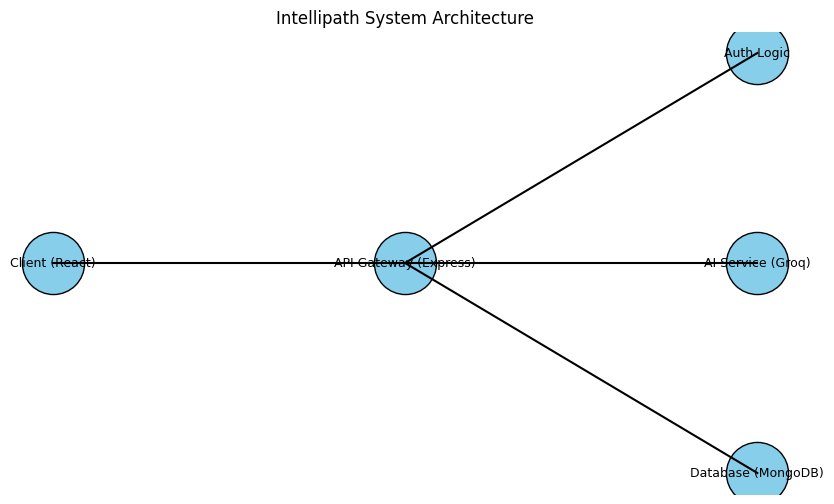 Intellipath System Architecture
Auth Logic
Client (React)
API Gateway (Express)
AI Service (Groq)
Database (MongoDB)